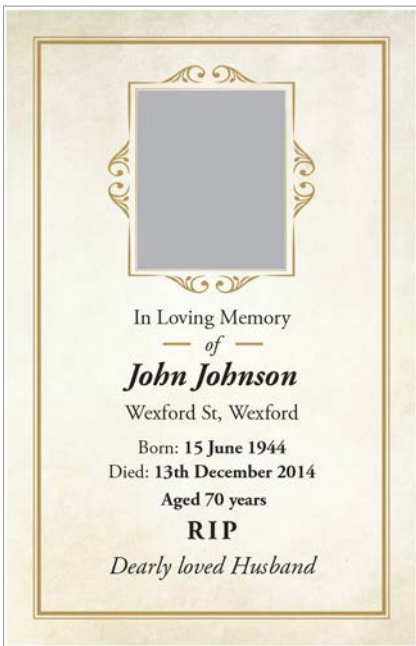 In Loving Memory
of
John Johnson
Wexford St, Wexford
Born: 15 June 1944
Died: 13th December 2014
Aged 70 years
RIP
Dearly loved Husband